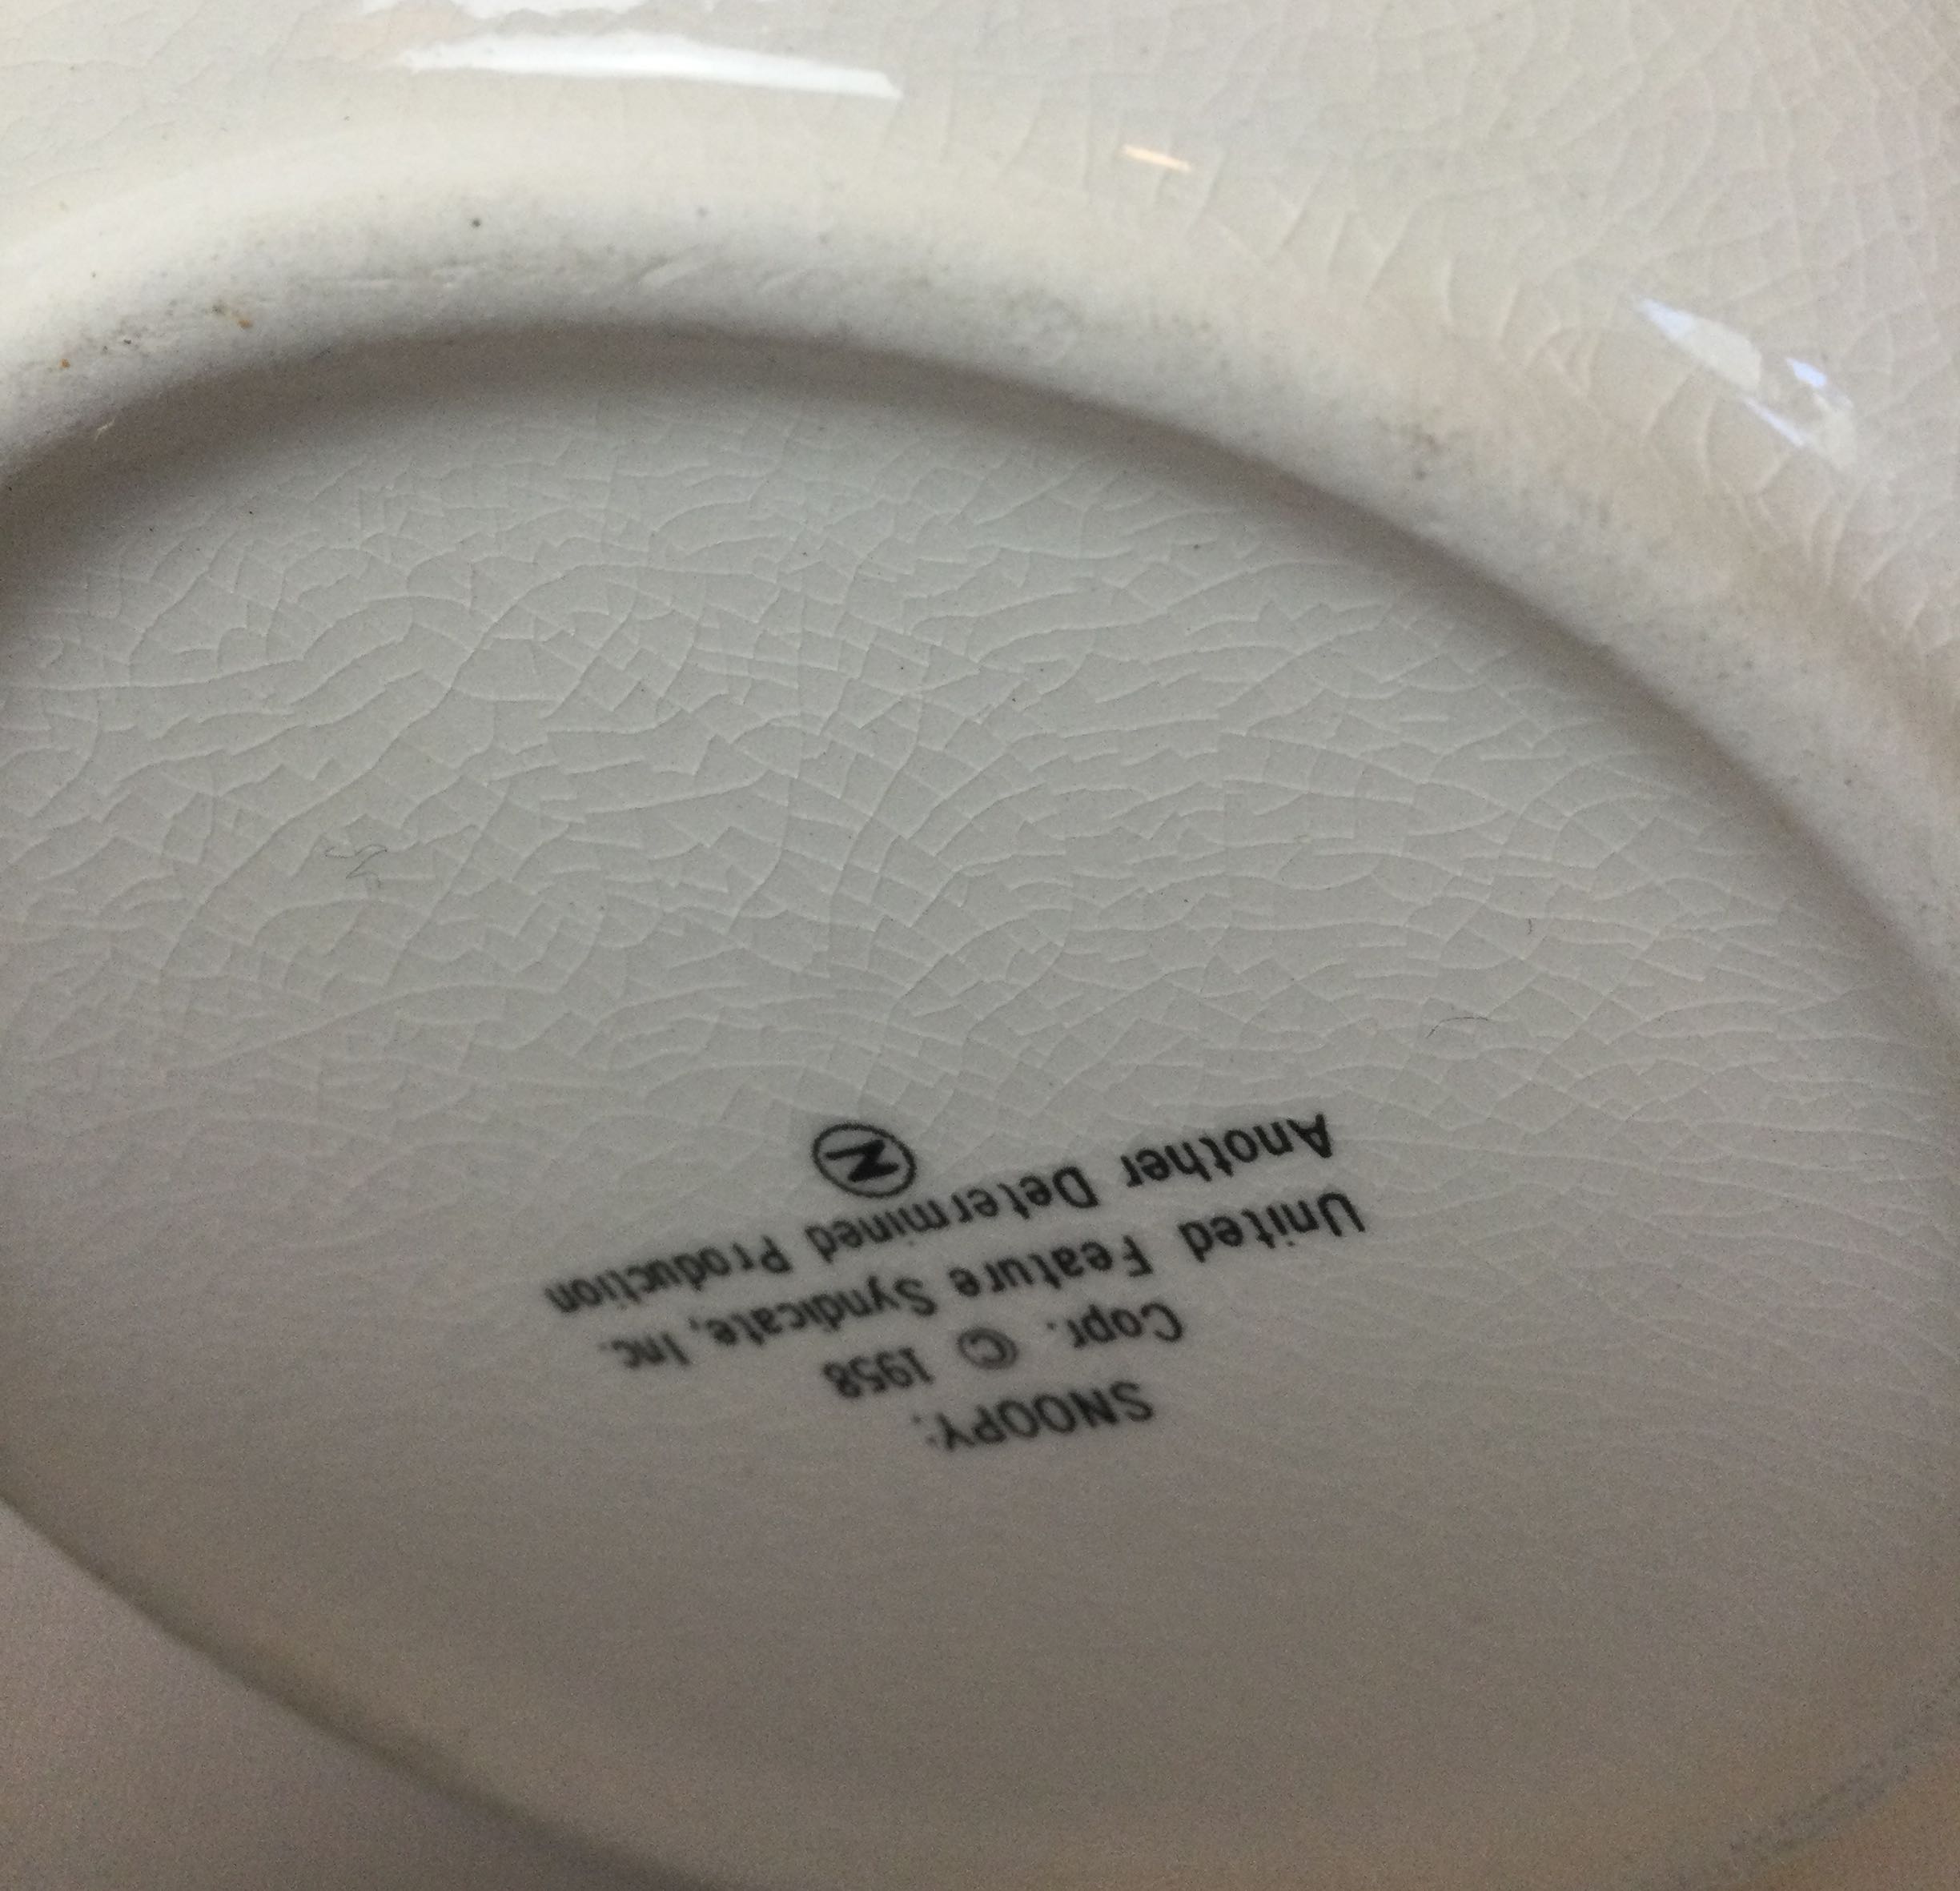 SNOOPY,
Copr. © 1958
United Feature Syndicate, Inc.
Another Determined Production